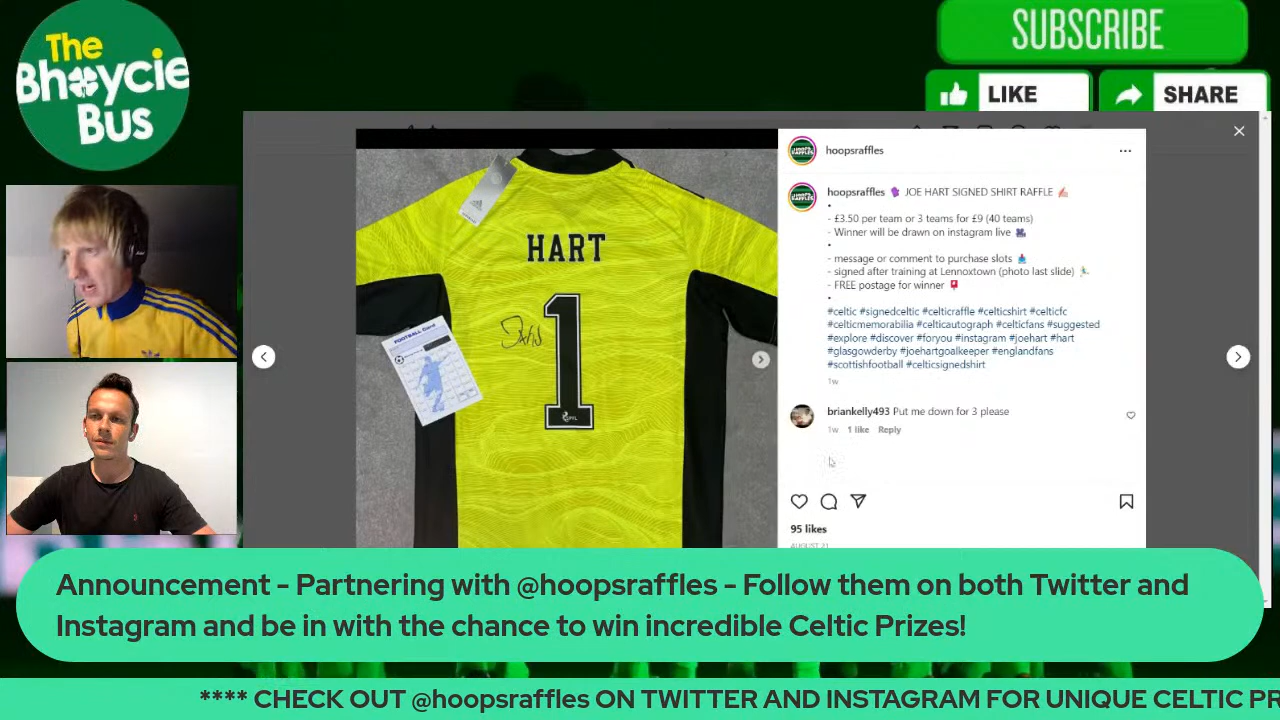 The
Bhoycie
Bus
SUBSCRIBE
LIKE
SHARE
hoopsraffles
hoopsraffles 🧤 JOE HART SIGNED SHIRT RAFFLE ✍🏻
•
- £3.50 per team or 3 teams for £9 (40 teams)
- Winner will be drawn on instagram live 🎥
•
- message or comment to purchase slots 📩
- signed after training at Lennoxtown (photo last slide)
- FREE postage for winner 📮
•
#celtic #signedceltic #celticraffle #celticshirt #celticfc
#celticmemorabilia #celticautograph #celticfans #suggested
#explore #discover #foryou #instagram #joehart #hart
#glasgowderby #joehartgoalkeeper #englandfans
#scottishfootball #celticsignedshirt
1w
briankelly493 Put me down for 3 please
1w 1 like Reply
95 likes
AUGUST 21
HART
1
FOOTBALL Card
Announcement - Partnering with @hoopsraffles - Follow them on both Twitter and
Instagram and be in with the chance to win incredible Celtic Prizes!
**** CHECK OUT @hoopsraffles ON TWITTER AND INSTAGRAM FOR UNIQUE CELTIC PR